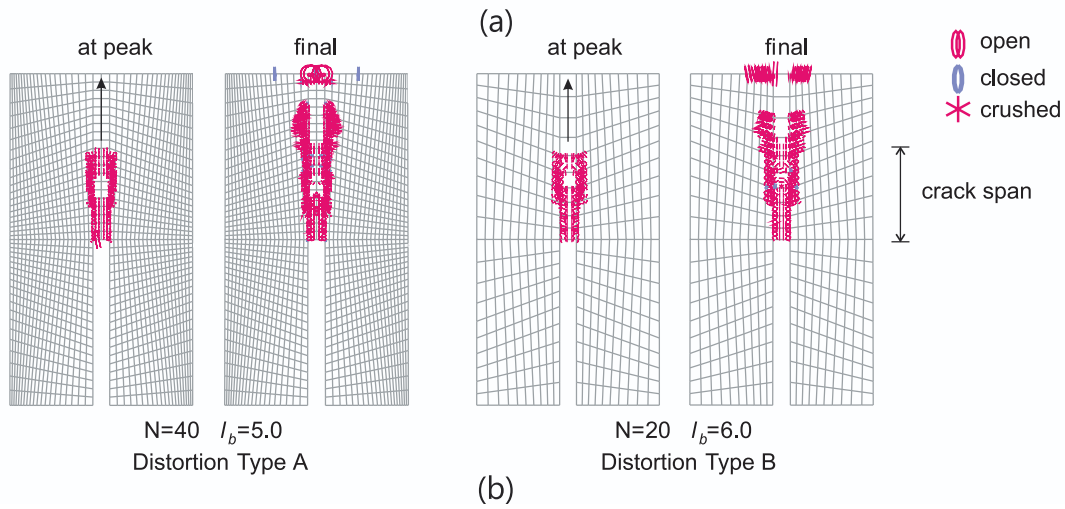 (a)
at peak
final
at peak
final
open
closed
crushed
crack span
N=40 l_b=5.0
Distortion Type A
N=20 l_b=6.0
Distortion Type B
(b)